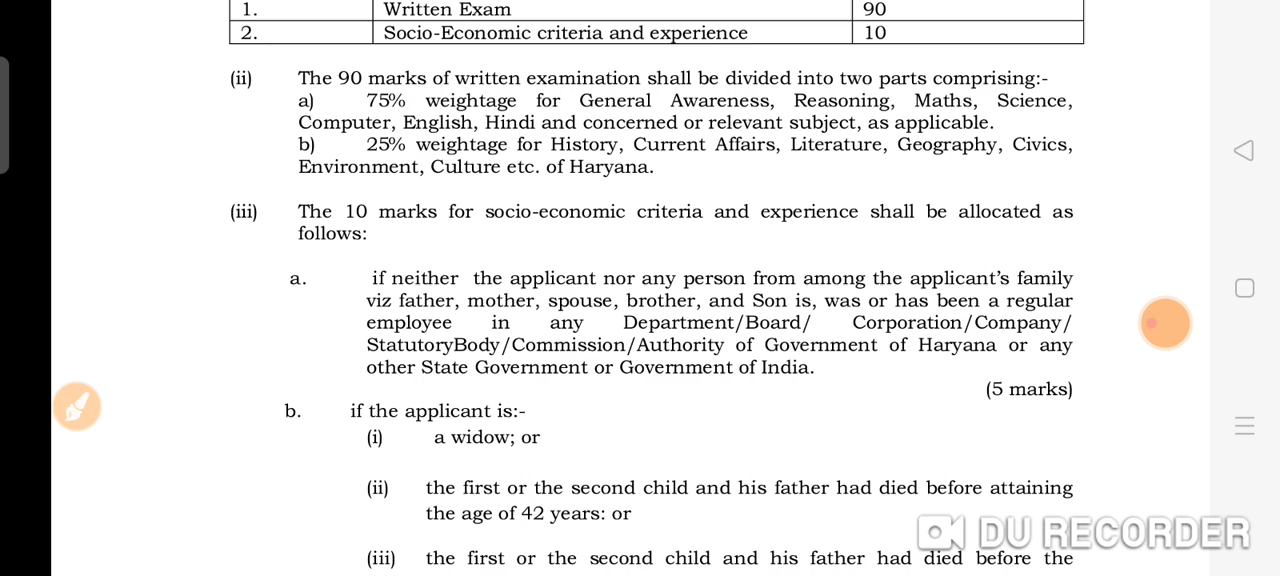 1. Written Exam 90
2. Socio-Economic criteria and experience 10
(ii) The 90 marks of written examination shall be divided into two parts comprising:-
a) 75% weightage for General Awareness, Reasoning, Maths, Science,
Computer, English, Hindi and concerned or relevant subject, as applicable.
b) 25% weightage for History, Current Affairs, Literature, Geography, Civics,
Environment, Culture etc. of Haryana.
(iii) The 10 marks for socio-economic criteria and experience shall be allocated as
follows:
a. if neither the applicant nor any person from among the applicant's family
viz father, mother, spouse, brother, and Son is, was or has been a regular
employee in any Department/Board/ Corporation/Company/
StatutoryBody/Commission/Authority of Government of Haryana or any
other State Government or Government of India.
(5 marks)
b. if the applicant is:-
(i) a widow; or
(ii) the first or the second child and his father had died before attaining
the age of 42 years: or
(iii) the first or the second child and his father had died before the
DU RECORDER